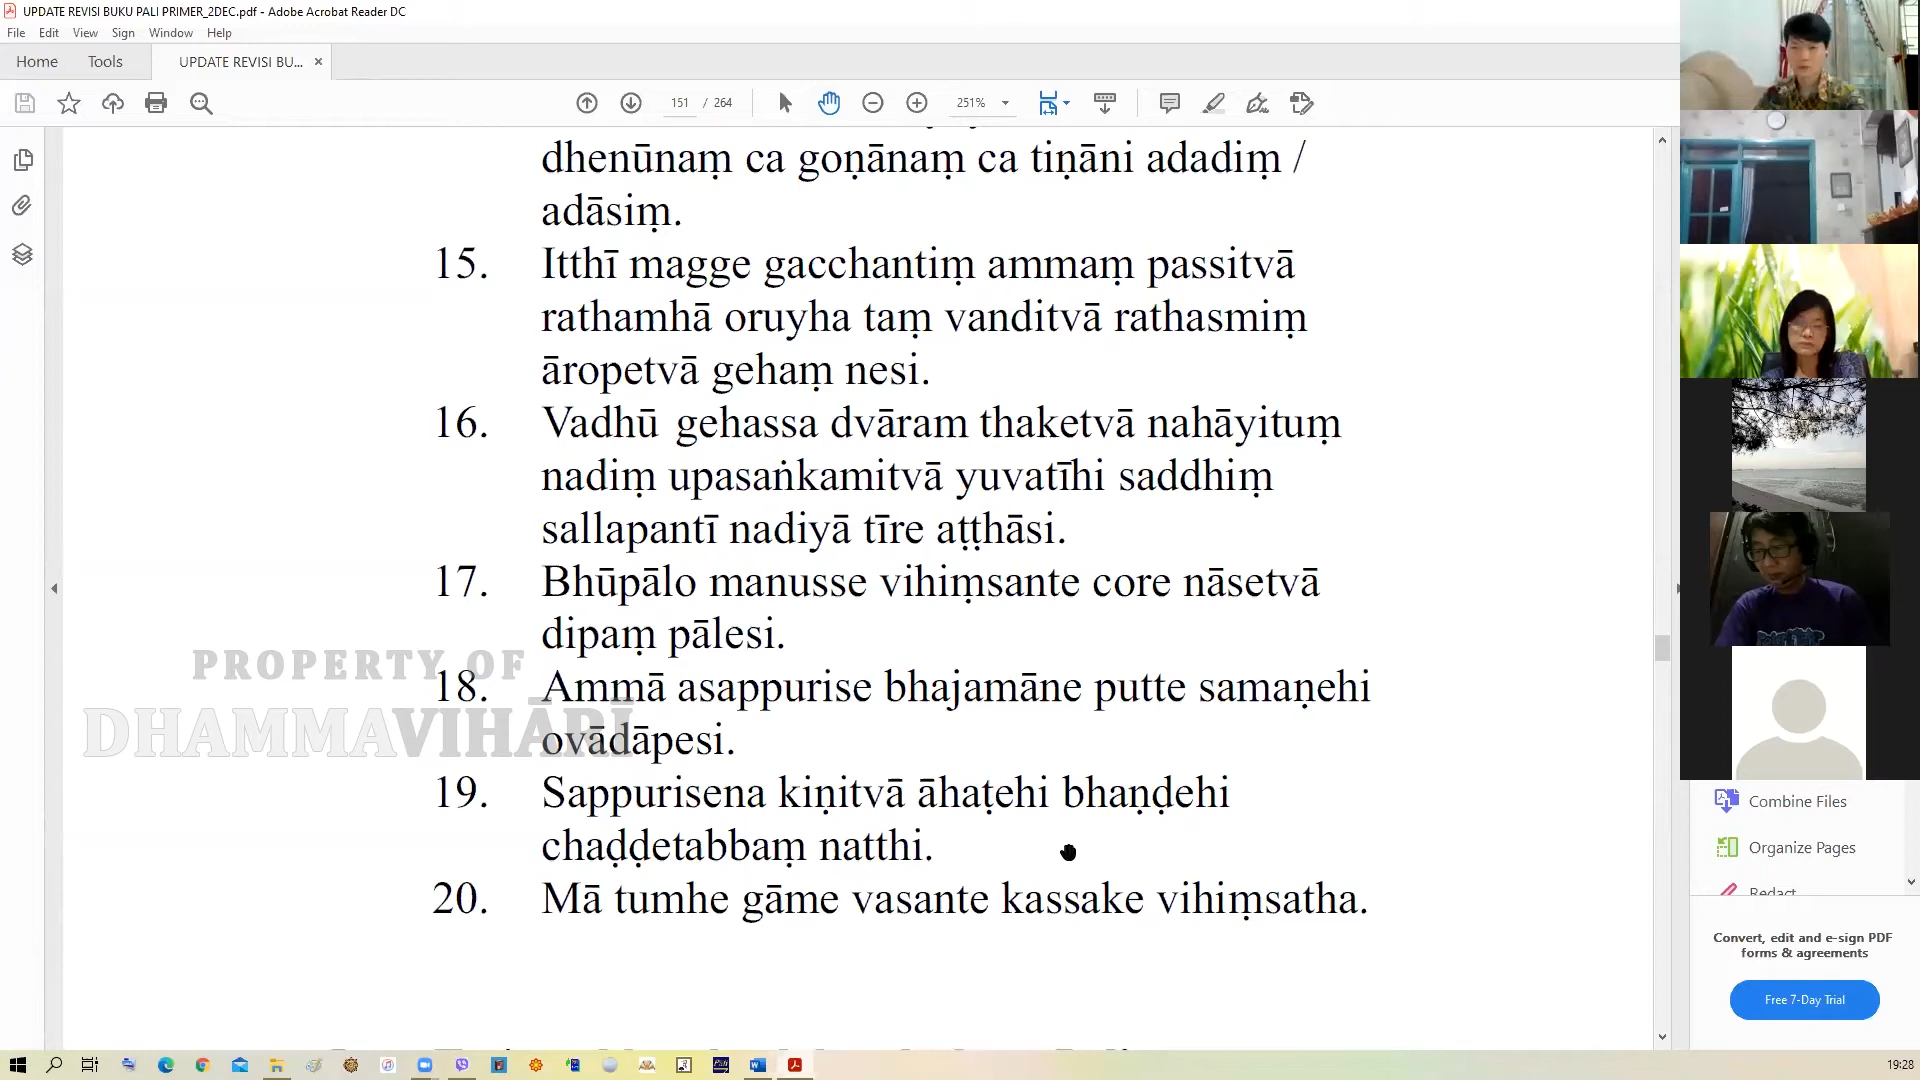 UPDATE REVISI BUKU PALI PRIMER_2DEC.pdf - Adobe Acrobat Reader DC
File Edit View Sign Window Help
Home Tools UPDATE REVISI BU... ×
151 / 264 251%
dhenūnaṃ ca goṇānaṃ ca tiṇāni adadiṃ /
adāsiṃ.
15. Itthī magge gacchantiṃ ammaṃ passitvā
rathamhā oruyha taṃ vanditvā rathasmiṃ
āropetvā gehaṃ nesi.
16. Vadhū gehassa dvāram thaketvā nahāyituṃ
nadiṃ upasaṅkamitvā yuvatīhi saddhiṃ
sallapantī nadiyā tīre aṭṭhāsi.
17. Bhūpālo manusse vihiṃsante core nāsetvā
dipaṃ pālesi.
PROPERTY OF
18. Ammā asappurise bhajamāne putte samaṇehi
DHAMMAVIHĀRĪ
ovādāpesi.
19. Sappurisena kiṇitvā āhaṭehi bhaṇḍehi
chaḍḍetabbaṃ natthi.
20. Mā tumhe gāme vasante kassake vihiṃsatha.
Combine Files
Organize Pages
Redact
Convert, edit and e-sign PDF
forms & agreements
Free 7-Day Trial
19:28